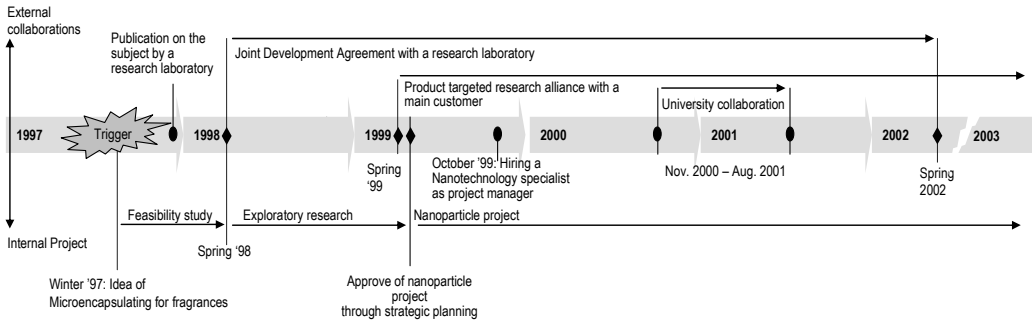 External
collaborations
Publication on the
subject by a
research laboratory
Joint Development Agreement with a research laboratory
Product targeted research alliance with a
main customer
University collaboration
1997
Trigger
1998
1999
2000
2001
2002
2003
Spring
'99
October '99: Hiring a
Nanotechnology specialist
as project manager
Nov. 2000 – Aug. 2001
Spring
2002
Feasibility study
Exploratory research
Nanoparticle project
Internal Project
Spring '98
Winter '97: Idea of
Microencapsulating for fragrances
Approve of nanoparticle
project
through strategic planning